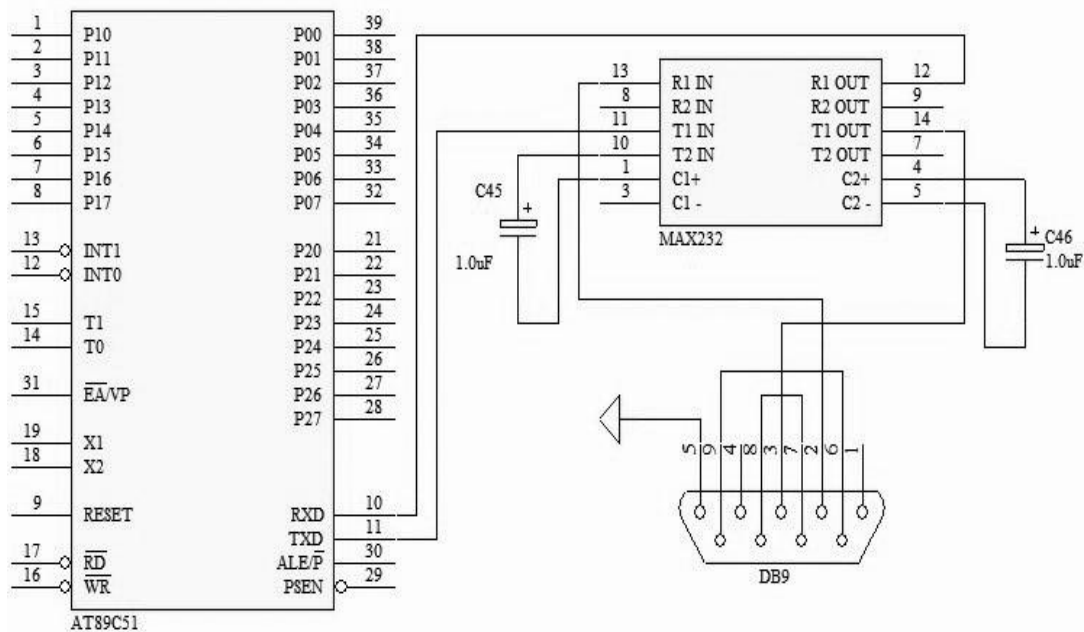 1 P10 P00 39
2 P11 P01 38
3 P12 P02 37
4 P13 P03 36
5 P14 P04 35
6 P15 P05 34
7 P16 P06 33
8 P17 P07 32
13 INT1 P20 21
12 INT0 P21 22
P22 23
15 T1 P23 24
14 T0 P24 25
P25 26
31 EA/VP P26 27
P27 28
19 X1
18 X2
9 RESET RXD 10
TXD 11
17 RD ALE/P 30
16 WR PSEN 29
AT89C51
13 R1 IN R1 OUT 12
8 R2 IN R2 OUT 9
11 T1 IN T1 OUT 14
10 T2 IN T2 OUT 7
1 C1+ C2+ 4
3 C1 - C2 - 5
MAX232
C45
+
1.0uF
+
C46
1.0uF
5 9 4 8 3 7 2 6 1
DB9